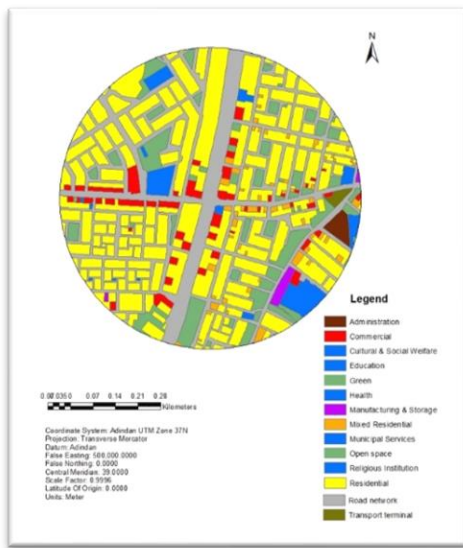 N
Legend
Administration
Commercial
Cultural & Social Welfare
Education
Green
Health
Manufacturing & Storage
Mixed Residential
Municipal Services
Open space
Religious Institution
Residential
Road network
Transport terminal
0.07 0.14 0.21 0.28
Kilometers
Coordinate System: Adindan UTM Zone 37N
Projection: Transverse Mercator
Datum: Adindan
False Easting: 500,000.0000
False Northing: 0.0000
Central Meridian: 39.0000
Scale Factor: 0.9996
Latitude Of Origin: 0.0000
Units: Meter